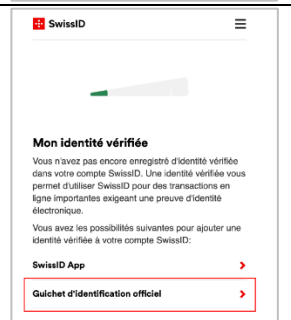 SwissID
Mon identité vérifiée
Vous n'avez pas encore enregistré d'identité vérifiée
dans votre compte SwissID. Une identité vérifiée vous
permet d'utiliser SwissID pour des transactions en
ligne importantes exigeant une preuve d'identité
électronique.
Vous avez les possibilités suivantes pour ajouter une
identité vérifiée à votre compte SwissID:
SwissID App
Guichet d'identification officiel